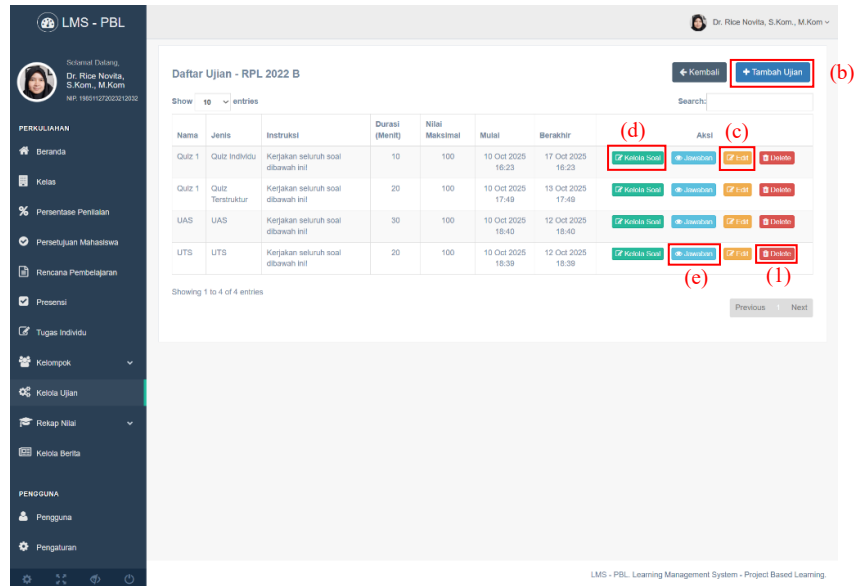 LMS - PBL
Dr. Rice Novita, S.Kom., M.Kom
Selamat Datang,
Dr. Rice Novita,
S.Kom., M.Kom
NIP. 198511272023212032
PERKULIAHAN
Beranda
Kelas
Persentase Penilaian
Persetujuan Mahasiswa
Rencana Pembelajaran
Presensi
Tugas Individu
Kelompok
Kelola Ujian
Rekap Nilai
Kelola Berita
PENGGUNA
Pengguna
Pengaturan
Daftar Ujian - RPL 2022 B
Kembali
Tambah Ujian
(b)
Show 10 entries
Search:
Nama Jenis Instruksi Durasi (Menit) Nilai Maksimal Mulai Berakhir Aksi
(d) (c)
Quiz 1 Quiz Individu Kerjakan seluruh soal dibawah ini! 10 100 10 Oct 2025 16:23 17 Oct 2025 16:23 Kelola Soal Jawaban Edit Delete
Quiz 1 Quiz Terstruktur Kerjakan seluruh soal dibawah ini! 20 100 10 Oct 2025 17:49 13 Oct 2025 17:49 Kelola Soal Jawaban Edit Delete
UAS UAS Kerjakan seluruh soal dibawah ini! 30 100 10 Oct 2025 18:40 12 Oct 2025 18:40 Kelola Soal Jawaban Edit Delete
UTS UTS Kerjakan seluruh soal dibawah ini! 20 100 10 Oct 2025 18:39 12 Oct 2025 18:39 Kelola Soal Jawaban Edit Delete
(e) (1)
Showing 1 to 4 of 4 entries
Previous 1 Next
LMS - PBL. Learning Management System - Project Based Learning.